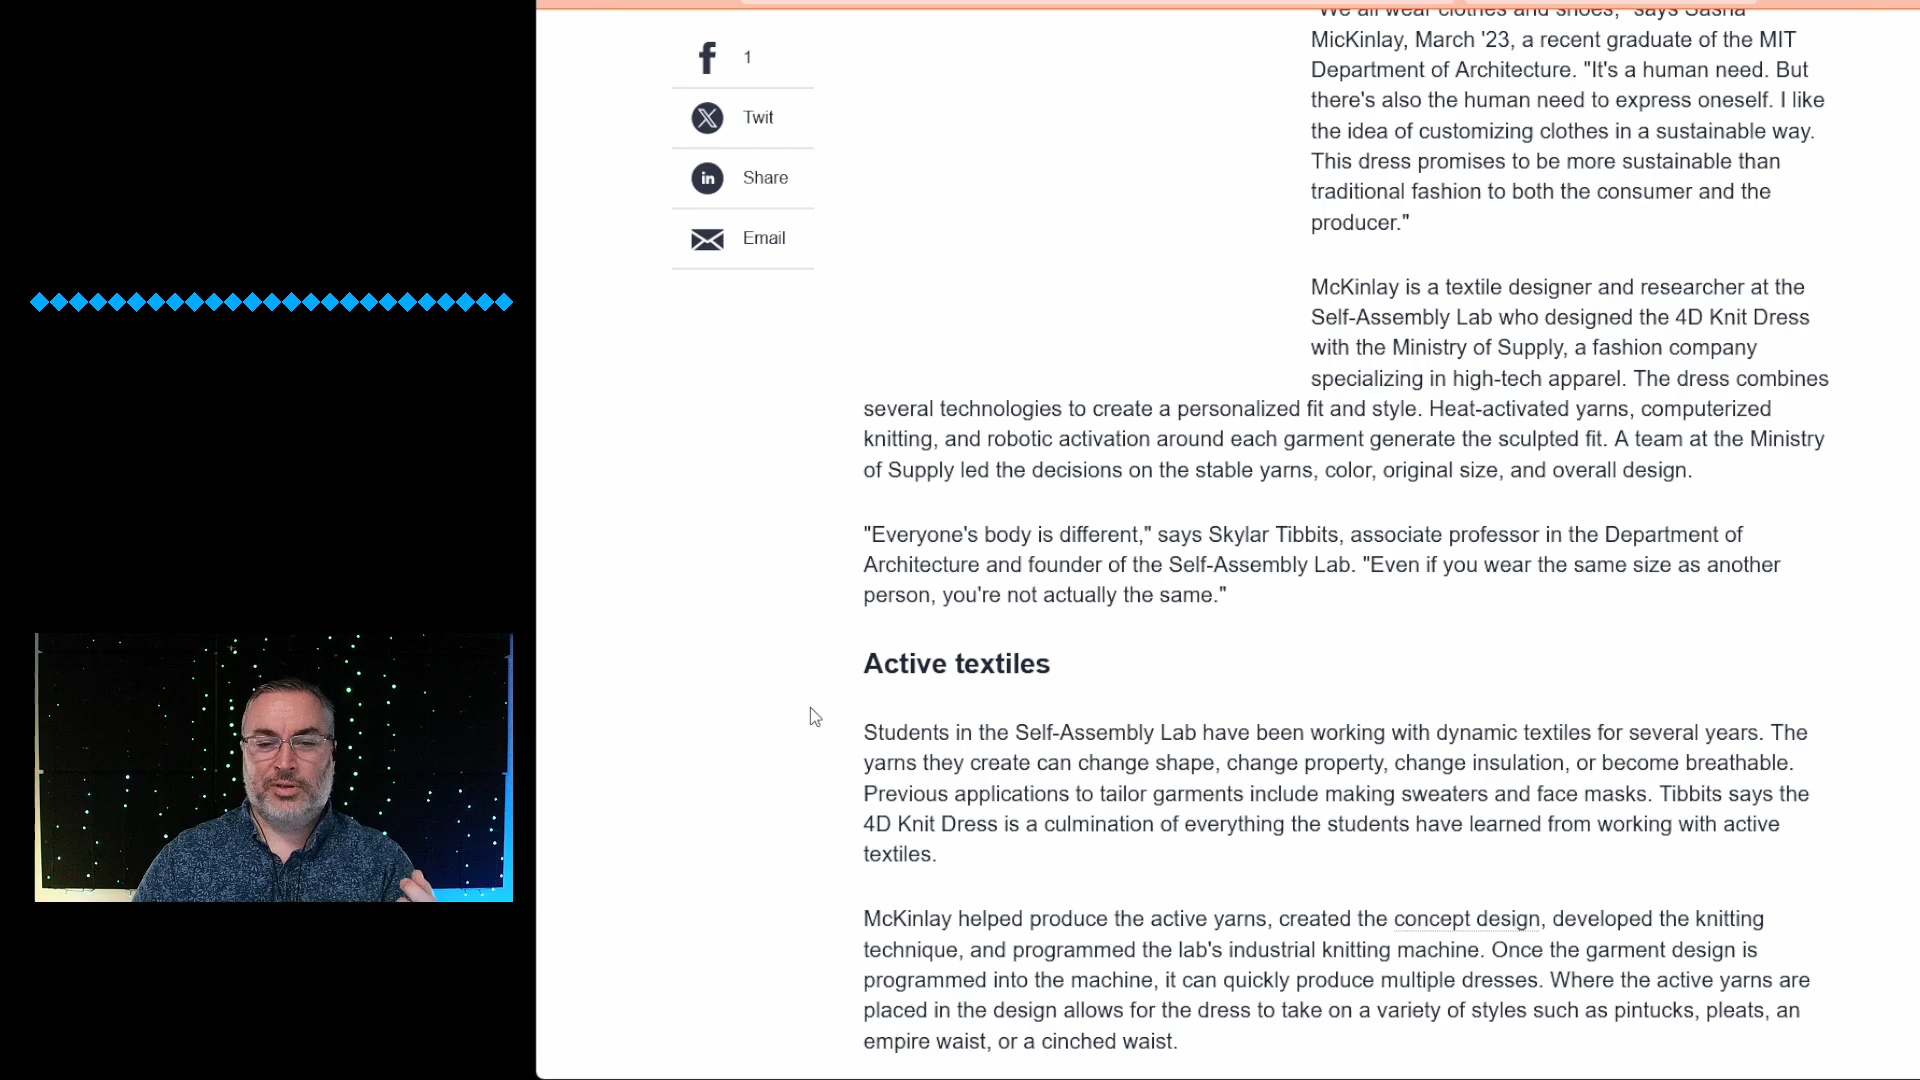 "We all wear clothes and shoes," says Sasha
MicKinlay, March '23, a recent graduate of the MIT
Department of Architecture. "It's a human need. But
there's also the human need to express oneself. I like
the idea of customizing clothes in a sustainable way.
This dress promises to be more sustainable than
traditional fashion to both the consumer and the
producer."
1
Twit
Share
Email
McKinlay is a textile designer and researcher at the
Self-Assembly Lab who designed the 4D Knit Dress
with the Ministry of Supply, a fashion company
specializing in high-tech apparel. The dress combines
several technologies to create a personalized fit and style. Heat-activated yarns, computerized
knitting, and robotic activation around each garment generate the sculpted fit. A team at the Ministry
of Supply led the decisions on the stable yarns, color, original size, and overall design.
"Everyone's body is different," says Skylar Tibbits, associate professor in the Department of
Architecture and founder of the Self-Assembly Lab. "Even if you wear the same size as another
person, you're not actually the same."
Active textiles
Students in the Self-Assembly Lab have been working with dynamic textiles for several years. The
yarns they create can change shape, change property, change insulation, or become breathable.
Previous applications to tailor garments include making sweaters and face masks. Tibbits says the
4D Knit Dress is a culmination of everything the students have learned from working with active
textiles.
McKinlay helped produce the active yarns, created the concept design, developed the knitting
technique, and programmed the lab's industrial knitting machine. Once the garment design is
programmed into the machine, it can quickly produce multiple dresses. Where the active yarns are
placed in the design allows for the dress to take on a variety of styles such as pintucks, pleats, an
empire waist, or a cinched waist.